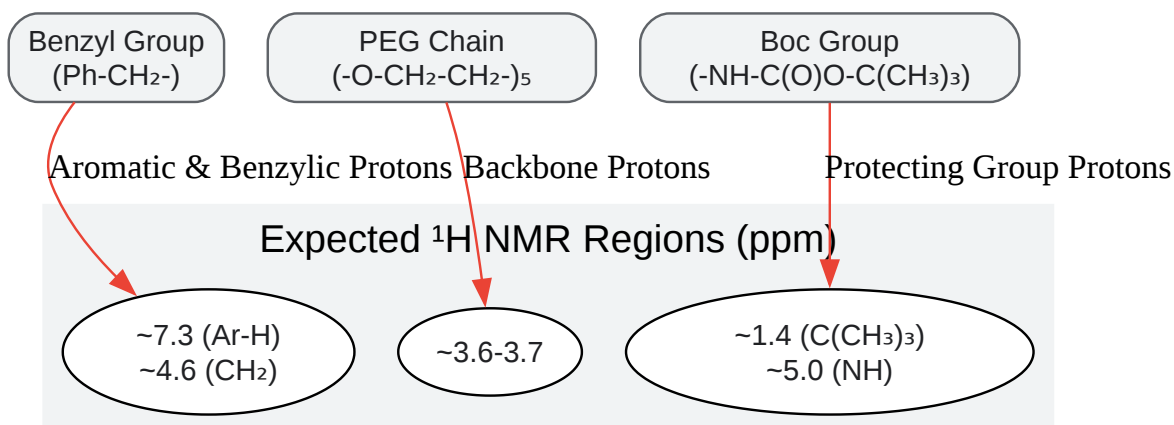 Benzyl Group
(Ph-CH₂-)
PEG Chain
(-O-CH₂-CH₂-)₅
Boc Group
(-NH-C(O)O-C(CH₃)₃)
Aromatic & Benzylic Protons
Backbone Protons
Protecting Group Protons
Expected ¹H NMR Regions (ppm)
~7.3 (Ar-H)
~4.6 (CH₂)
~3.6-3.7
~1.4 (C(CH₃)₃)
~5.0 (NH)